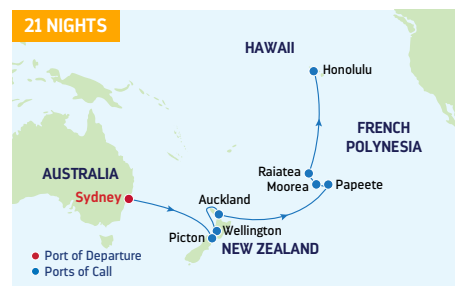 21 NIGHTS
HAWAII
Honolulu
FRENCH
POLYNESIA
Raiatea
Moorea
Papeete
AUSTRALIA
Sydney
Auckland
Wellington
Picton
NEW ZEALAND
Port of Departure
Ports of Call